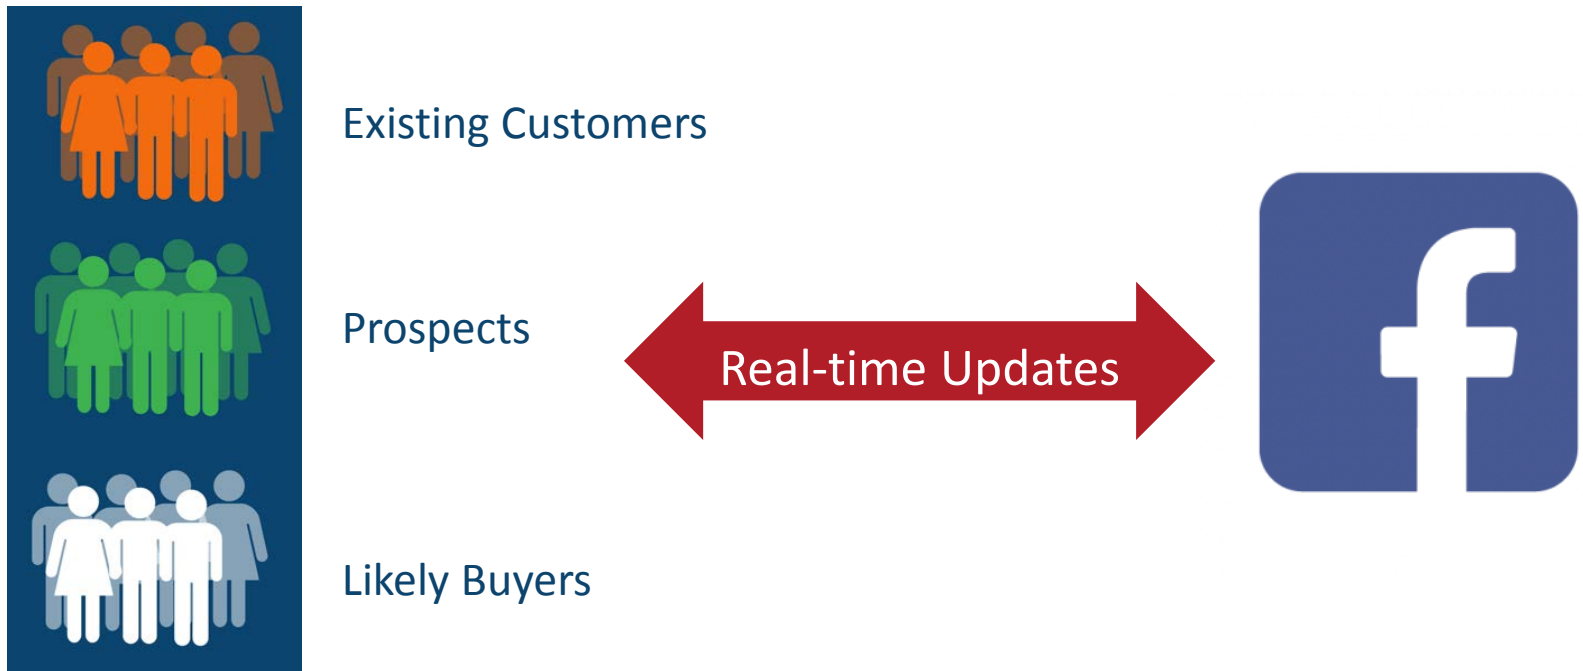 Existing Customers
Prospects
Real-time Updates
Likely Buyers